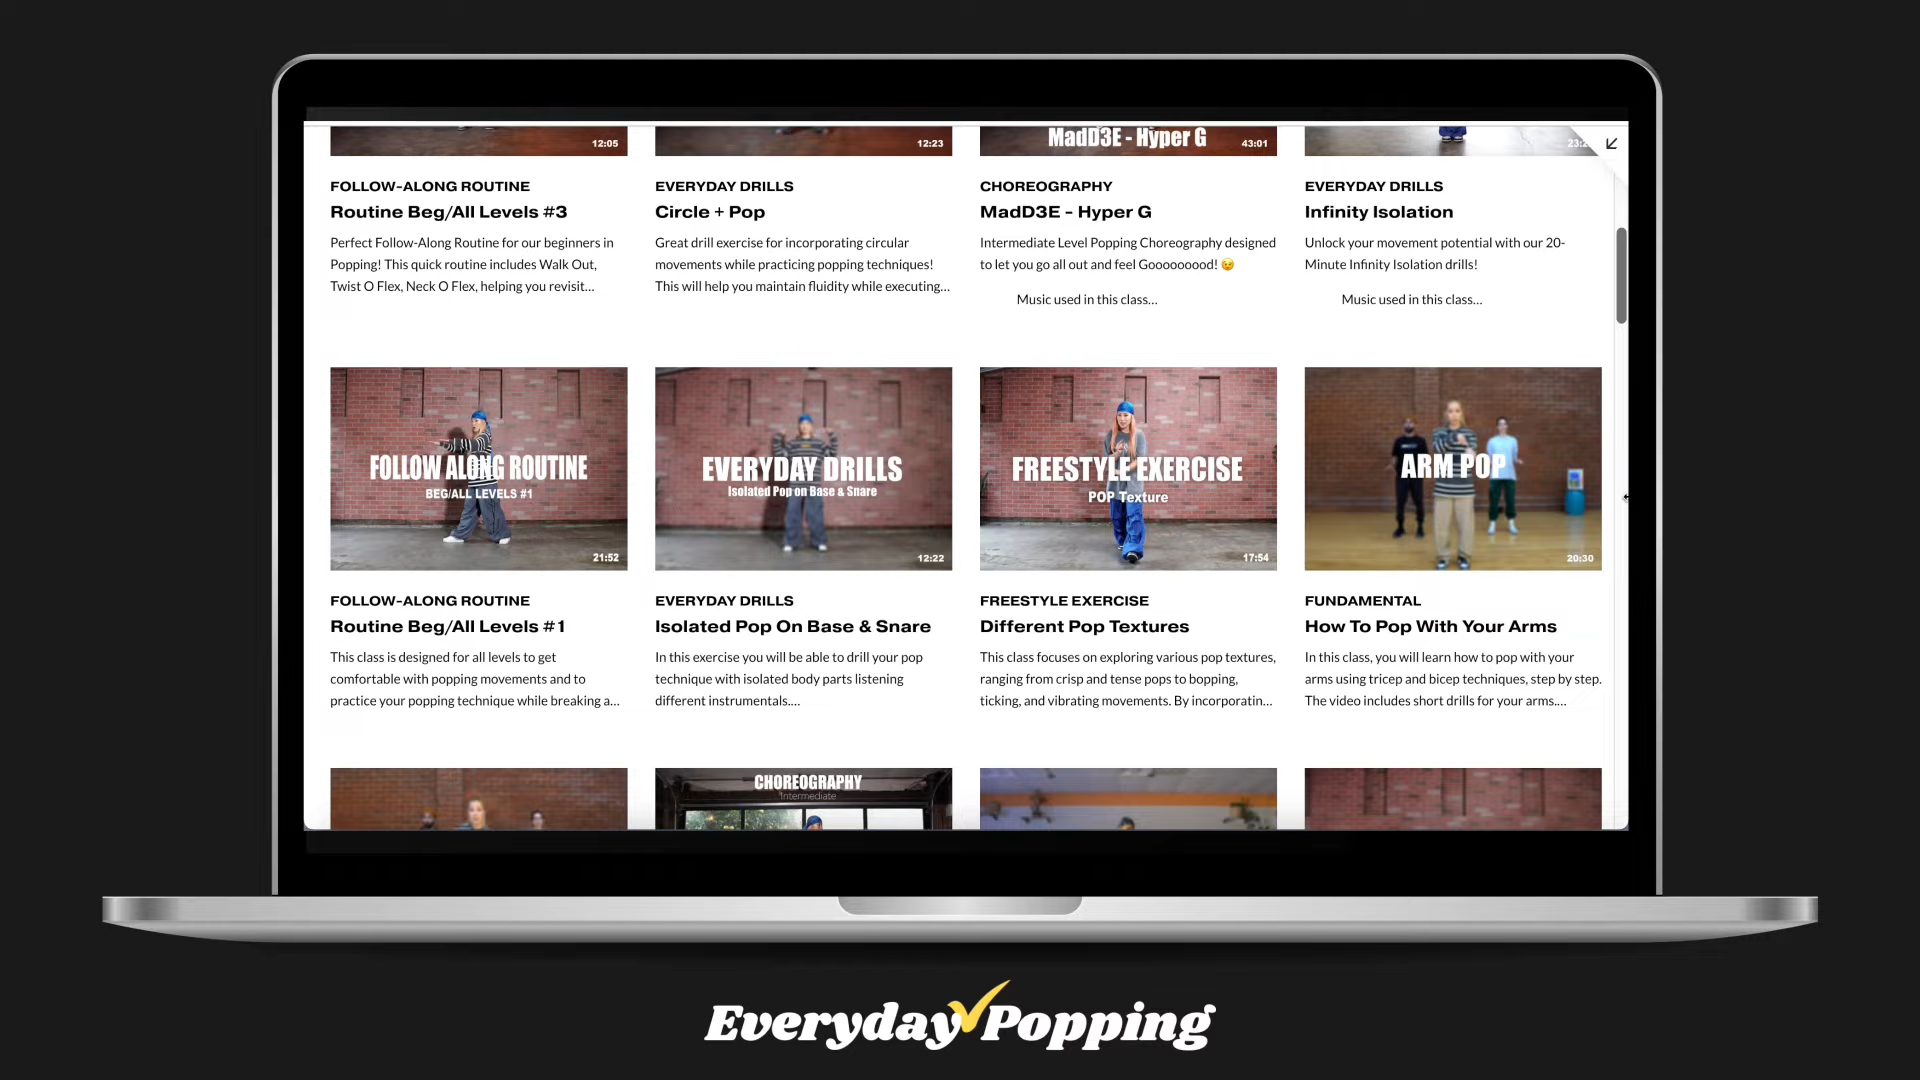 12:05
12:23
MadD3E - Hyper G
43:01
FOLLOW-ALONG ROUTINE
Routine Beg/All Levels #3
Perfect Follow-Along Routine for our beginners in
Popping! This quick routine includes Walk Out,
Twist O Flex, Neck O Flex, helping you revisit...
EVERYDAY DRILLS
Circle + Pop
Great drill exercise for incorporating circular
movements while practicing popping techniques!
This will help you maintain fluidity while executing...
CHOREOGRAPHY
MadD3E - Hyper G
Intermediate Level Popping Choreography designed
to let you go all out and feel Goooooood! 😉
Music used in this class...
EVERYDAY DRILLS
Infinity Isolation
Unlock your movement potential with our 20-
Minute Infinity Isolation drills!
Music used in this class...
FOLLOW ALONG ROUTINE
BEG/ALL LEVELS #1
21:52
EVERYDAY DRILLS
Isolated Pop on Base & Snare
12:22
FREESTYLE EXERCISE
POP Texture
17:54
ARM POP
20:30
FOLLOW-ALONG ROUTINE
Routine Beg/All Levels #1
This class is designed for all levels to get
comfortable with popping movements and to
practice your popping technique while breaking a...
EVERYDAY DRILLS
Isolated Pop On Base & Snare
In this exercise you will be able to drill your pop
technique with isolated body parts listening
different instrumentals....
FREESTYLE EXERCISE
Different Pop Textures
This class focuses on exploring various pop textures,
ranging from crisp and tense pops to bopping,
ticking, and vibrating movements. By incorporatin...
FUNDAMENTAL
How To Pop With Your Arms
In this class, you will learn how to pop with your
arms using tricep and bicep techniques, step by step.
The video includes short drills for your arms....
CHOREOGRAPHY
Intermediate
Everyday Popping